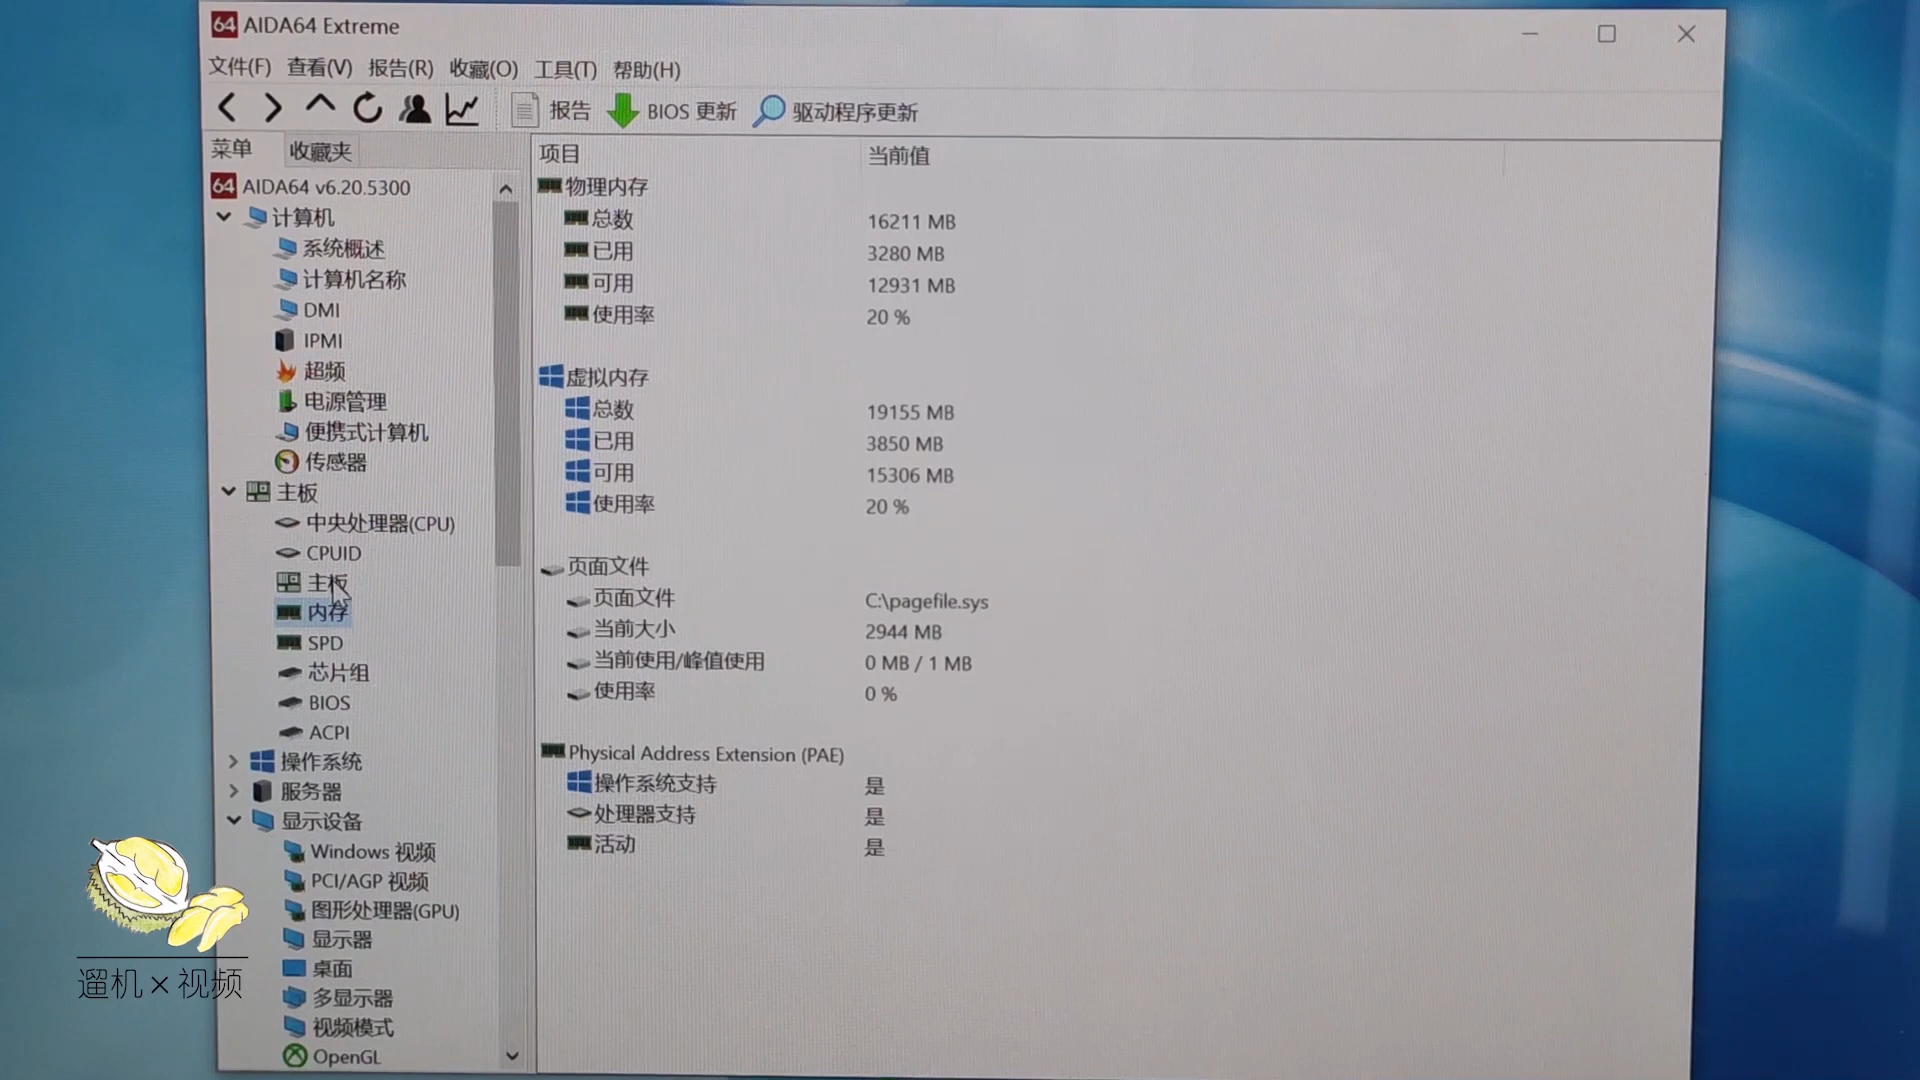 64 AIDA64 Extreme
文件(F) 查看(V) 报告(R) 收藏(O) 工具(T) 帮助(H)
报告 BIOS 更新 驱动程序更新
菜单 收藏夹
64 AIDA64 v6.20.5300
计算机
系统概述
计算机名称
DMI
IPMI
超频
电源管理
便携式计算机
传感器
主板
中央处理器(CPU)
CPUID
主板
内存
SPD
芯片组
BIOS
ACPI
操作系统
服务器
显示设备
Windows 视频
PCI/AGP 视频
图形处理器(GPU)
显示器
桌面
多显示器
视频模式
OpenGL
项目 当前值
物理内存
总数 16211 MB
已用 3280 MB
可用 12931 MB
使用率 20 %
虚拟内存
总数 19155 MB
已用 3850 MB
可用 15306 MB
使用率 20 %
页面文件
页面文件 C:\pagefile.sys
当前大小 2944 MB
当前使用/峰值使用 0 MB / 1 MB
使用率 0 %
Physical Address Extension (PAE)
操作系统支持 是
处理器支持 是
活动 是
遛机×视频